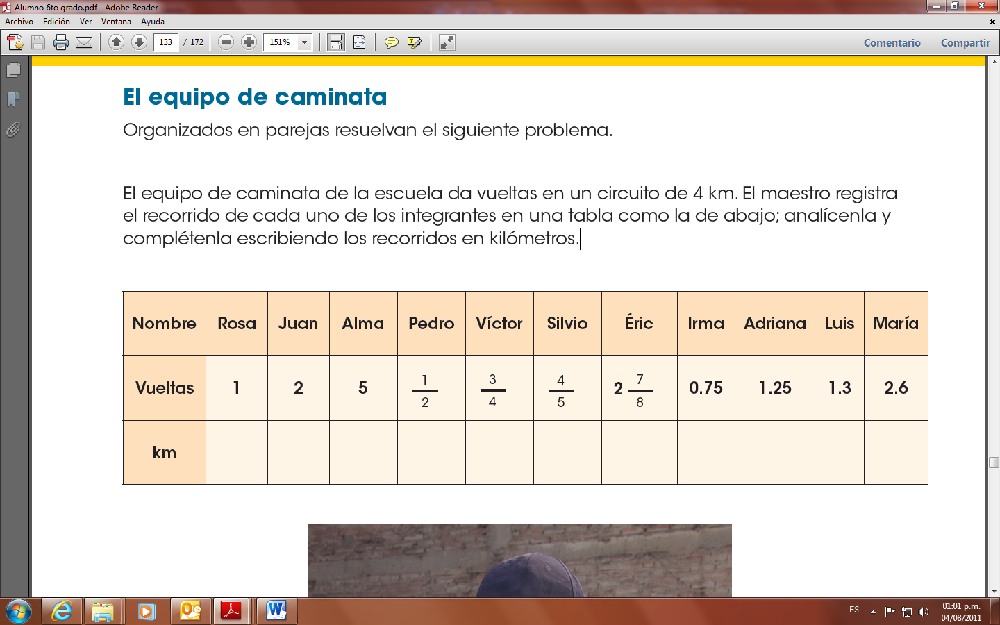 Alumno 6to grado.pdf - Adobe Reader
Archivo Edición Ver Ventana Ayuda
133 / 172 151% Comentario Compartir
El equipo de caminata
Organizados en parejas resuelvan el siguiente problema.
El equipo de caminata de la escuela da vueltas en un circuito de 4 km. El maestro registra
el recorrido de cada uno de los integrantes en una tabla como la de abajo; analícenla y
complétenla escribiendo los recorridos en kilómetros.
Nombre Rosa Juan Alma Pedro Víctor Silvio Éric Irma Adriana Luis María
Vueltas 1 2 5 1/2 3/4 4/5 2 7/8 0.75 1.25 1.3 2.6
km
ES 01:01 p.m.
04/08/2011